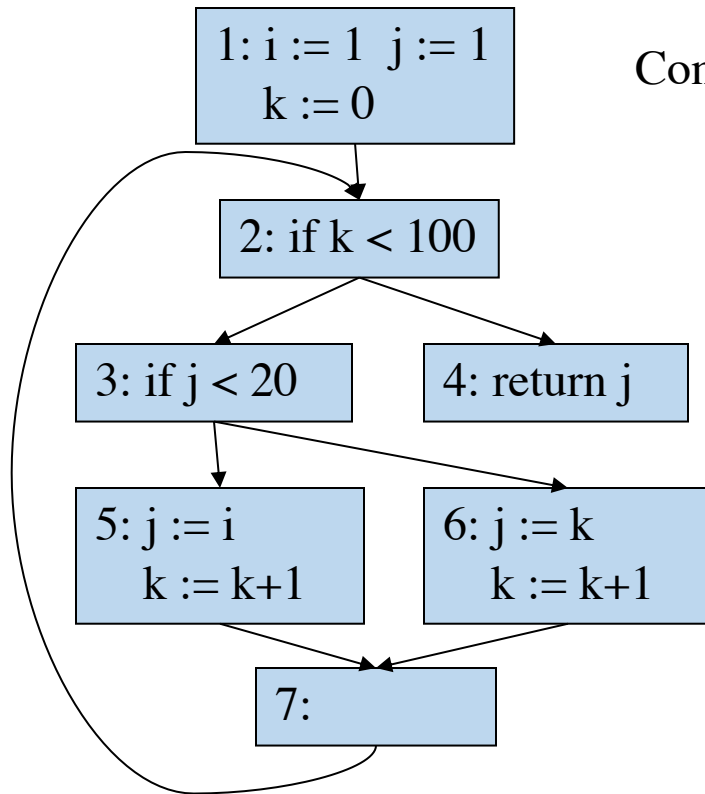 1: i := 1 j := 1
k := 0
Con
2: if k < 100
3: if j < 20
4: return j
5: j := i
k := k+1
6: j := k
k := k+1
7: